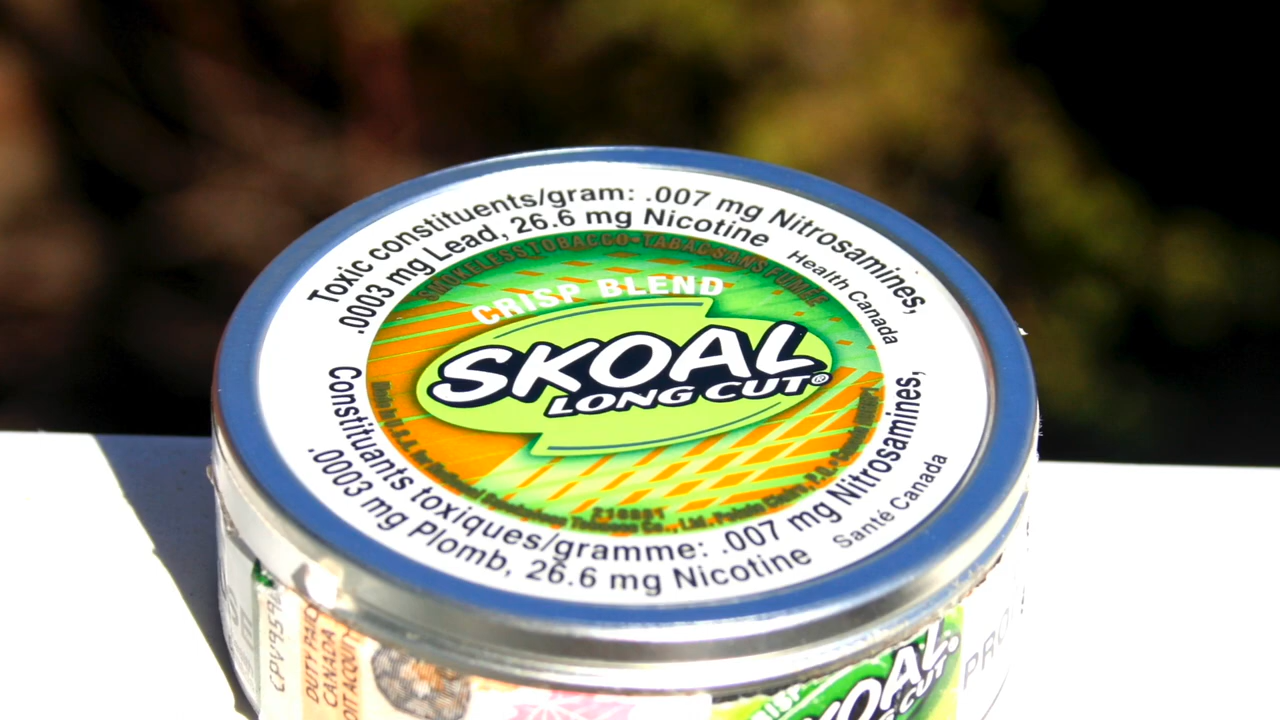 Toxic constituents/gram: .007 mg Nitrosamines,
.0003 mg Lead, 26.6 mg Nicotine
Health Canada
SMOKELESS TOBACCO•TABAC SANS FUMÉE
CRISP BLEND
SKOAL
LONG CUT®
Constituants toxiques/gramme: .007 mg Nitrosamines,
.0003 mg Plomb, 26.6 mg Nicotine
Santé Canada
DUTY PAID
CANADA
DROIT ACQUITTÉ
SKOAL